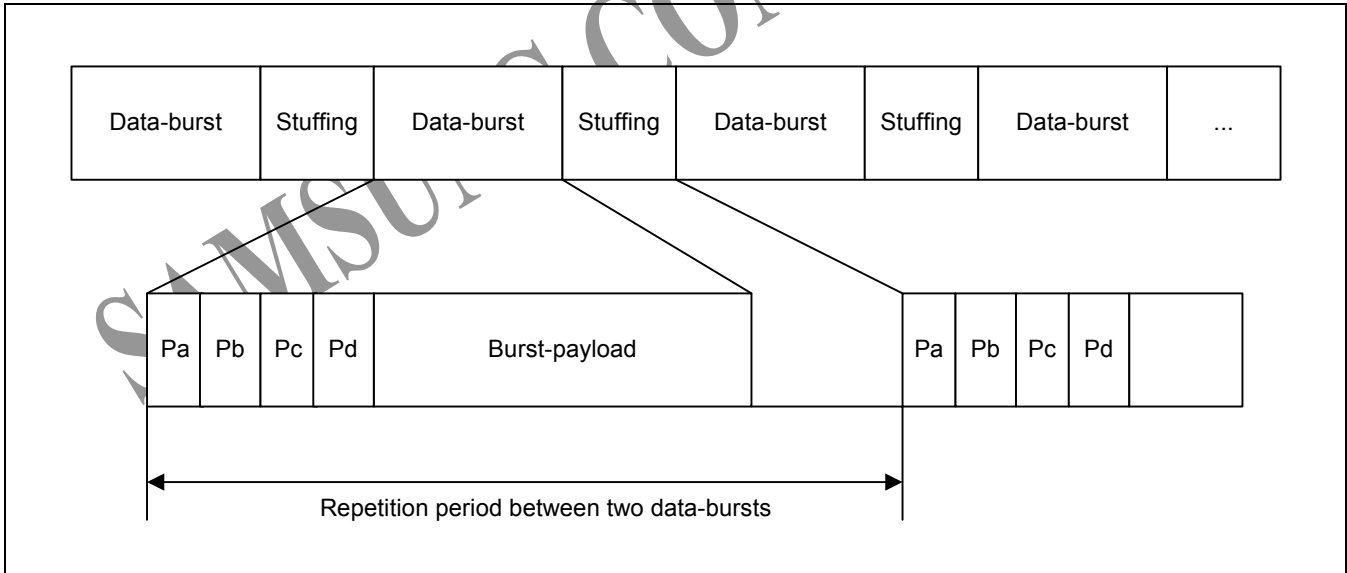 Data-burst Stuffing Data-burst Stuffing Data-burst Stuffing Data-burst ...
Pa Pb Pc Pd Burst-payload Pa Pb Pc Pd
Repetition period between two data-bursts
SAMSUNG